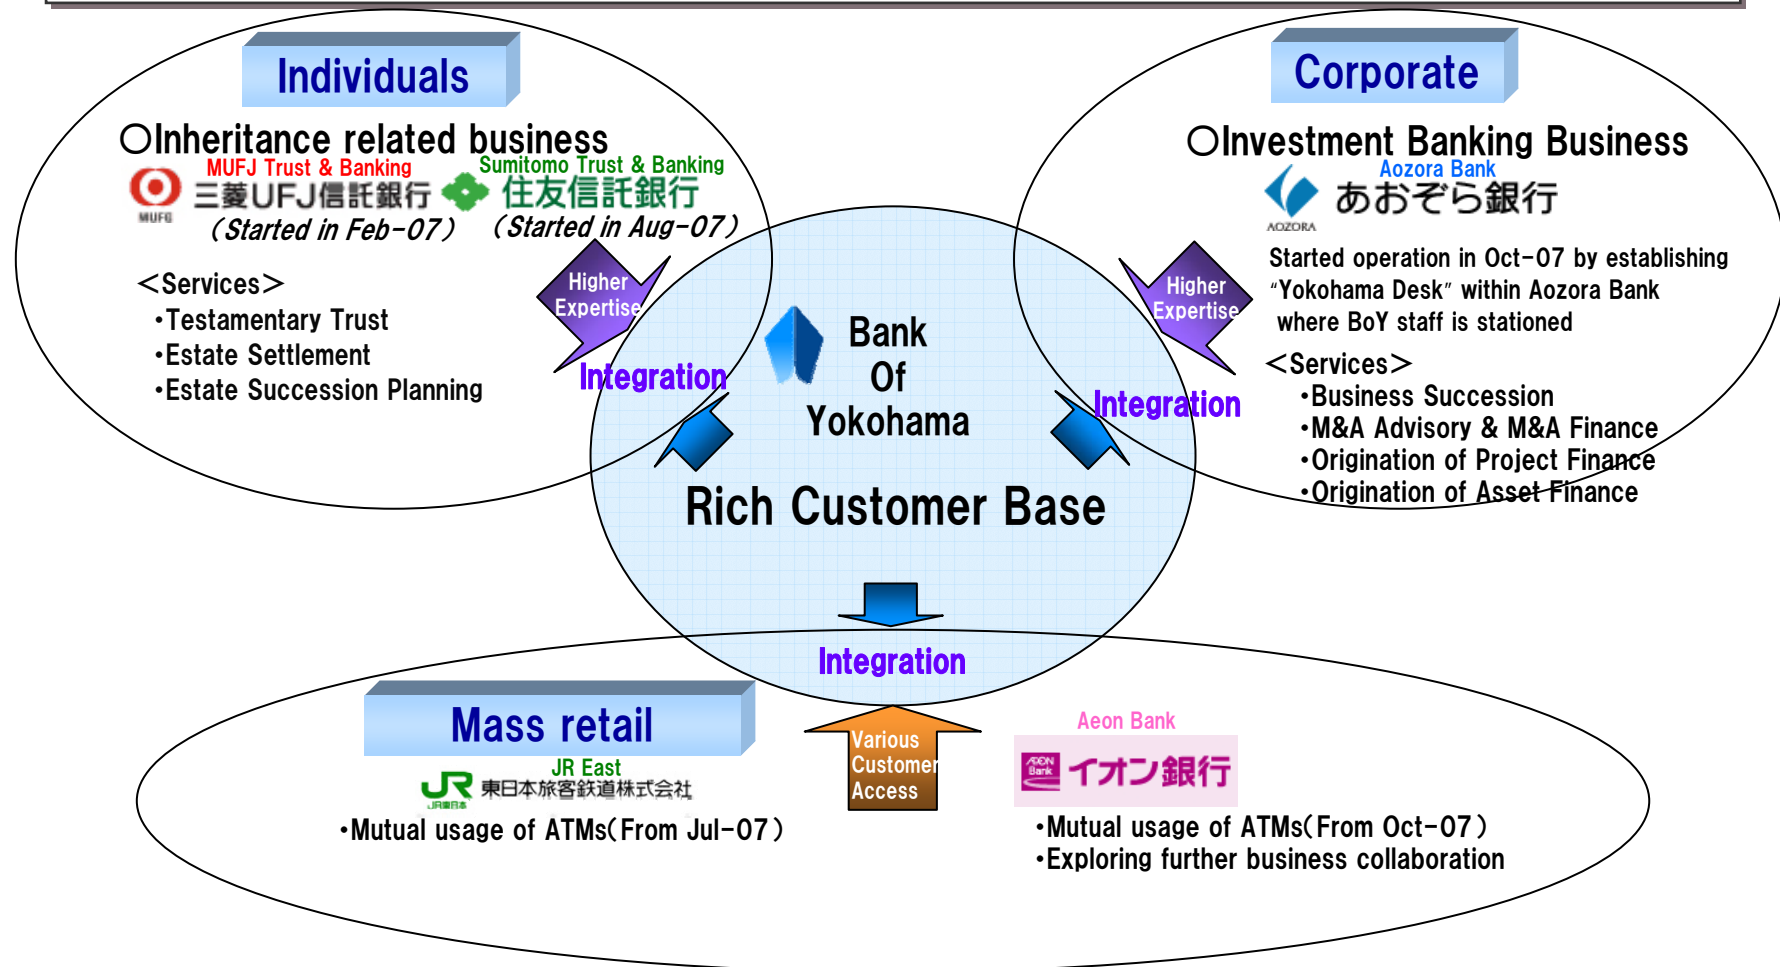 Individuals
○Inheritance related business
MUFJ Trust & Banking
三菱UFJ信託銀行
MUFG
(Started in Feb-07)
Sumitomo Trust & Banking
住友信託銀行
(Started in Aug-07)
<Services>
・Testamentary Trust
・Estate Settlement
・Estate Succession Planning
Higher
Expertise
Integration
Corporate
○Investment Banking Business
Aozora Bank
あおぞら銀行
AOZORA
Started operation in Oct-07 by establishing
“Yokohama Desk” within Aozora Bank
where BoY staff is stationed
<Services>
・Business Succession
・M&A Advisory & M&A Finance
・Origination of Project Finance
・Origination of Asset Finance
Higher
Expertise
Integration
Bank
Of
Yokohama
Rich Customer Base
Integration
Mass retail
JR East
JR 東日本旅客鉄道株式会社
JR東日本
・Mutual usage of ATMs(From Jul-07)
Various
Customer
Access
Aeon Bank
AEON
Bank
イオン銀行
・Mutual usage of ATMs(From Oct-07)
・Exploring further business collaboration